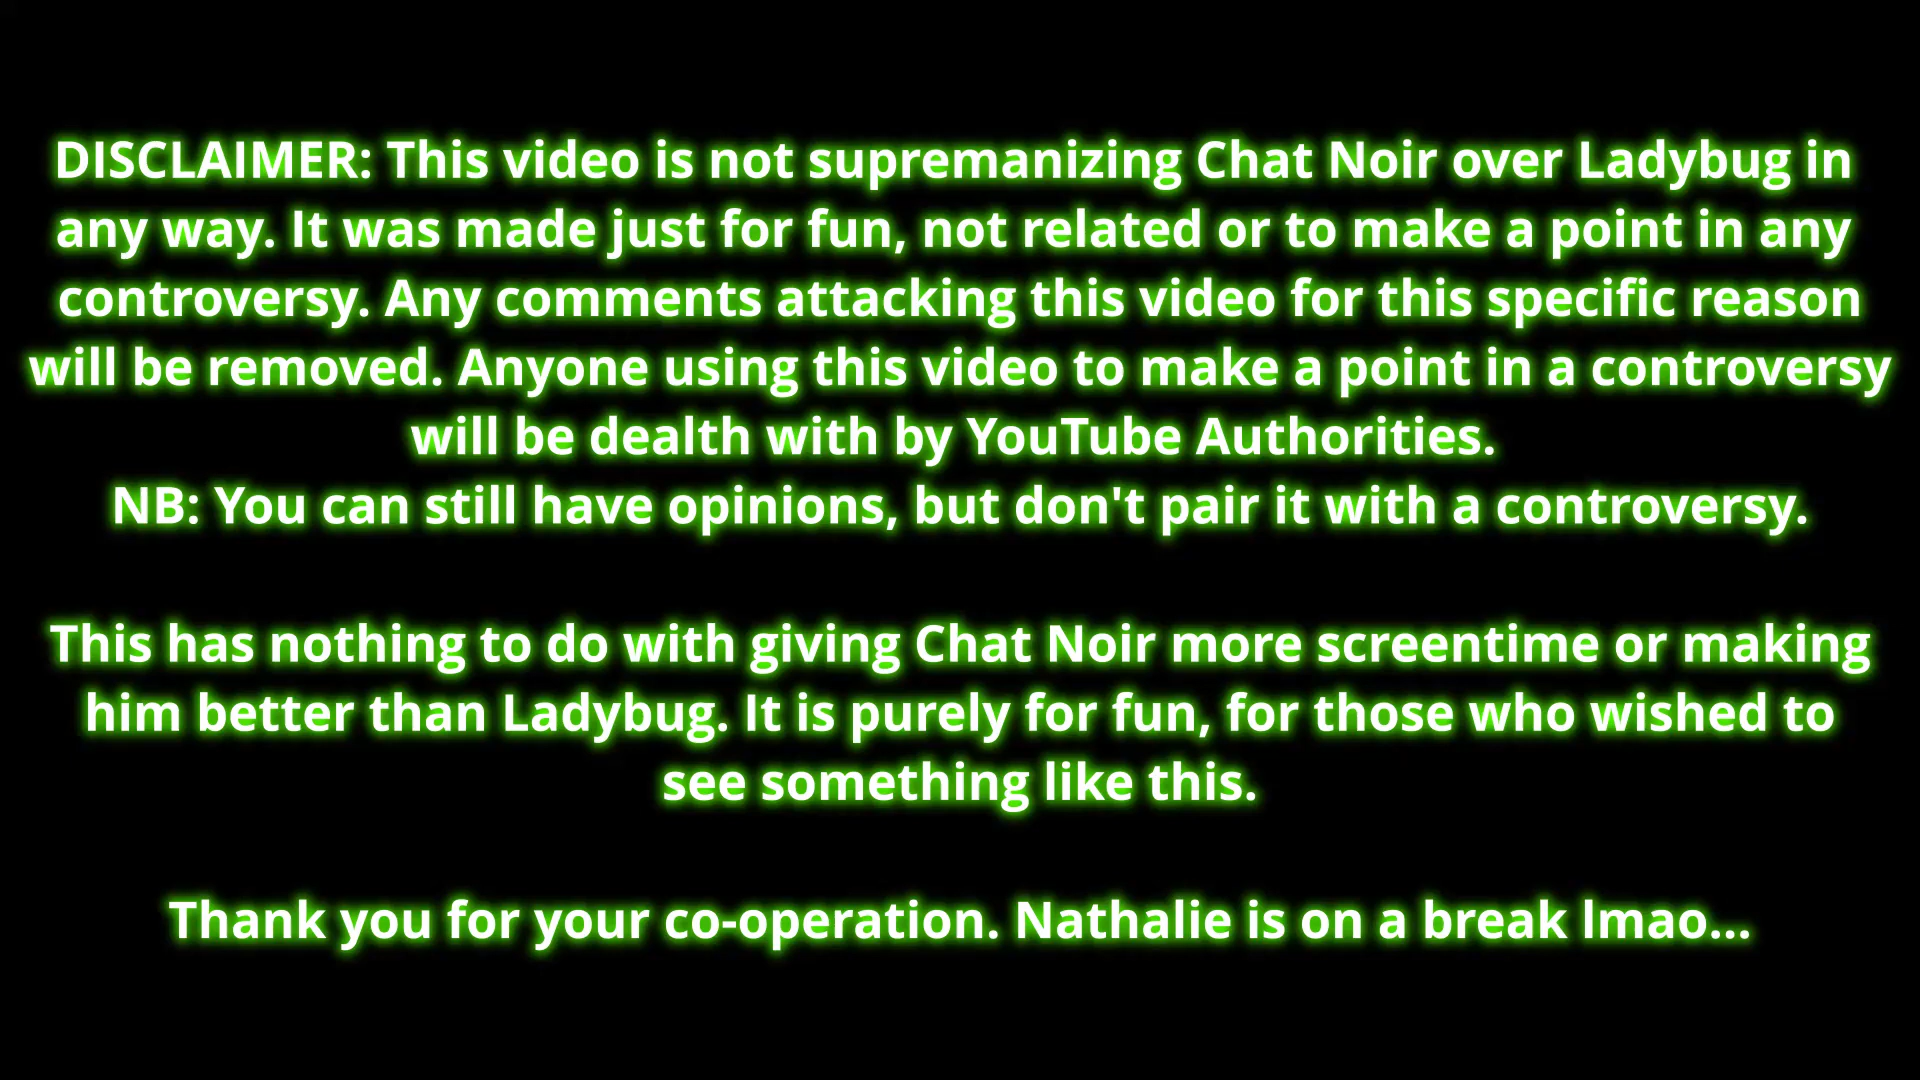 DISCLAIMER: This video is not supremanizing Chat Noir over Ladybug in
any way. It was made just for fun, not related or to make a point in any
controversy. Any comments attacking this video for this specific reason
will be removed. Anyone using this video to make a point in a controversy
will be dealth with by YouTube Authorities.
NB: You can still have opinions, but don't pair it with a controversy.
This has nothing to do with giving Chat Noir more screentime or making
him better than Ladybug. It is purely for fun, for those who wished to
see something like this.
Thank you for your co-operation. Nathalie is on a break lmao...